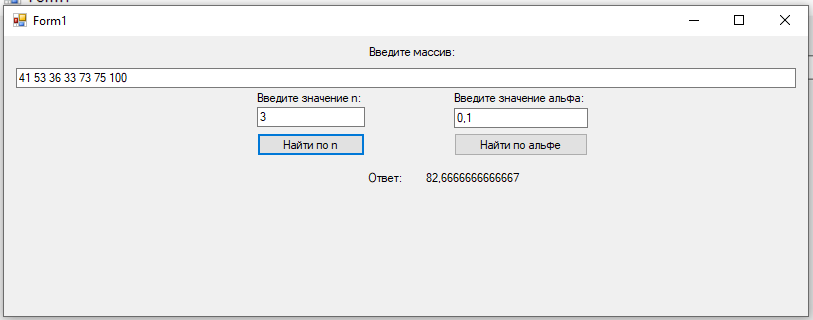 Form1
Введите массив:
41 53 36 33 73 75 100
Введите значение n: Введите значение альфа:
3 0,1
Найти по n Найти по альфе
Ответ: 82,6666666666667